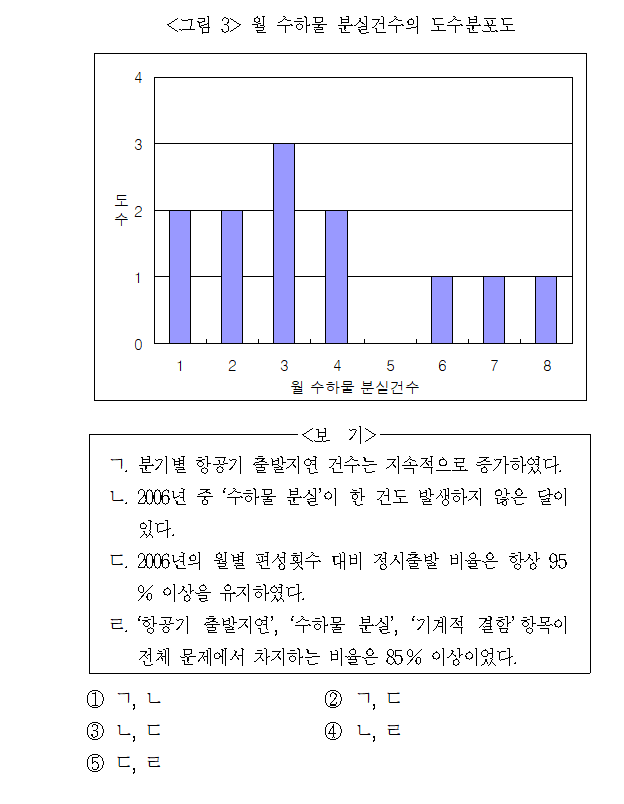 <그림 3> 월 수하물 분실건수의 도수분포도
4
3
도수
2
1
0
1 2 3 4 5 6 7 8
월 수하물 분실건수
<보 기>
ㄱ. 분기별 항공기 출발지연 건수는 지속적으로 증가하였다.
ㄴ. 2006년 중 ‘수하물 분실’이 한 건도 발생하지 않은 달이
있다.
ㄷ. 2006년의 월별 편성횟수 대비 정시출발 비율은 항상 95
% 이상을 유지하였다.
ㄹ. ‘항공기 출발지연’, ‘수하물 분실’, ‘기계적 결함’ 항목이
전체 문제에서 차지하는 비율은 85% 이상이었다.
① ㄱ, ㄴ ② ㄱ, ㄷ
③ ㄴ, ㄷ ④ ㄴ, ㄹ
⑤ ㄷ, ㄹ